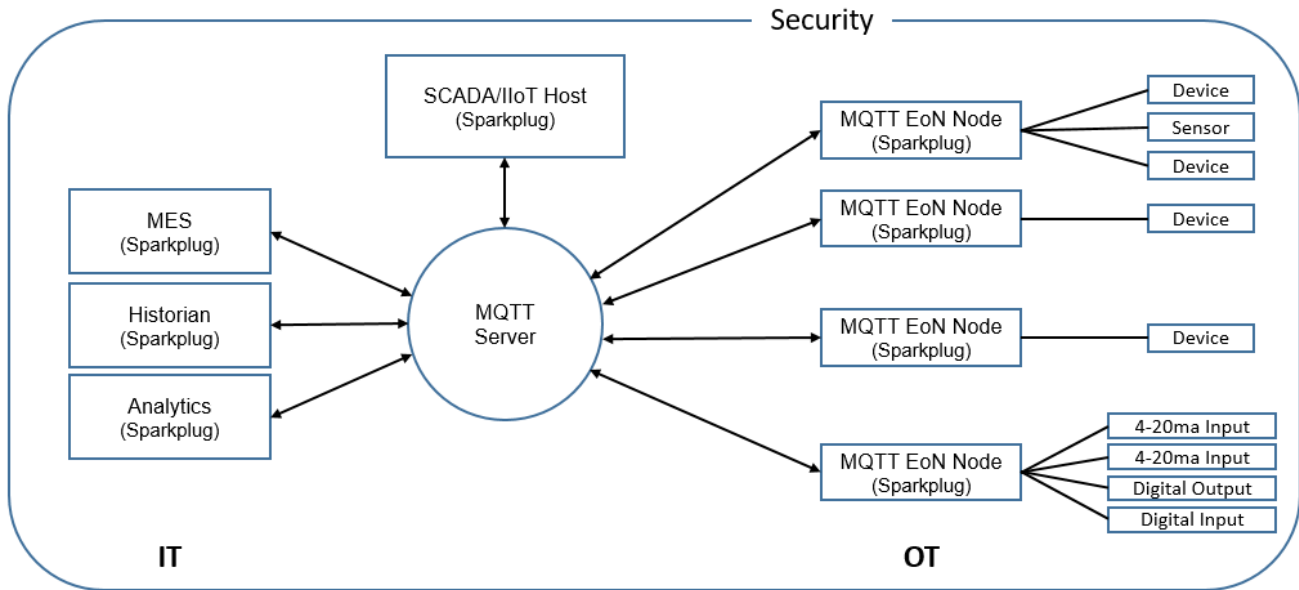 Security
SCADA/IIoT Host
(Sparkplug)
MES
(Sparkplug)
Historian
(Sparkplug)
Analytics
(Sparkplug)
MQTT
Server
MQTT EoN Node
(Sparkplug)
Device
Sensor
Device
MQTT EoN Node
(Sparkplug)
Device
MQTT EoN Node
(Sparkplug)
Device
MQTT EoN Node
(Sparkplug)
4-20ma Input
4-20ma Input
Digital Output
Digital Input
IT
OT